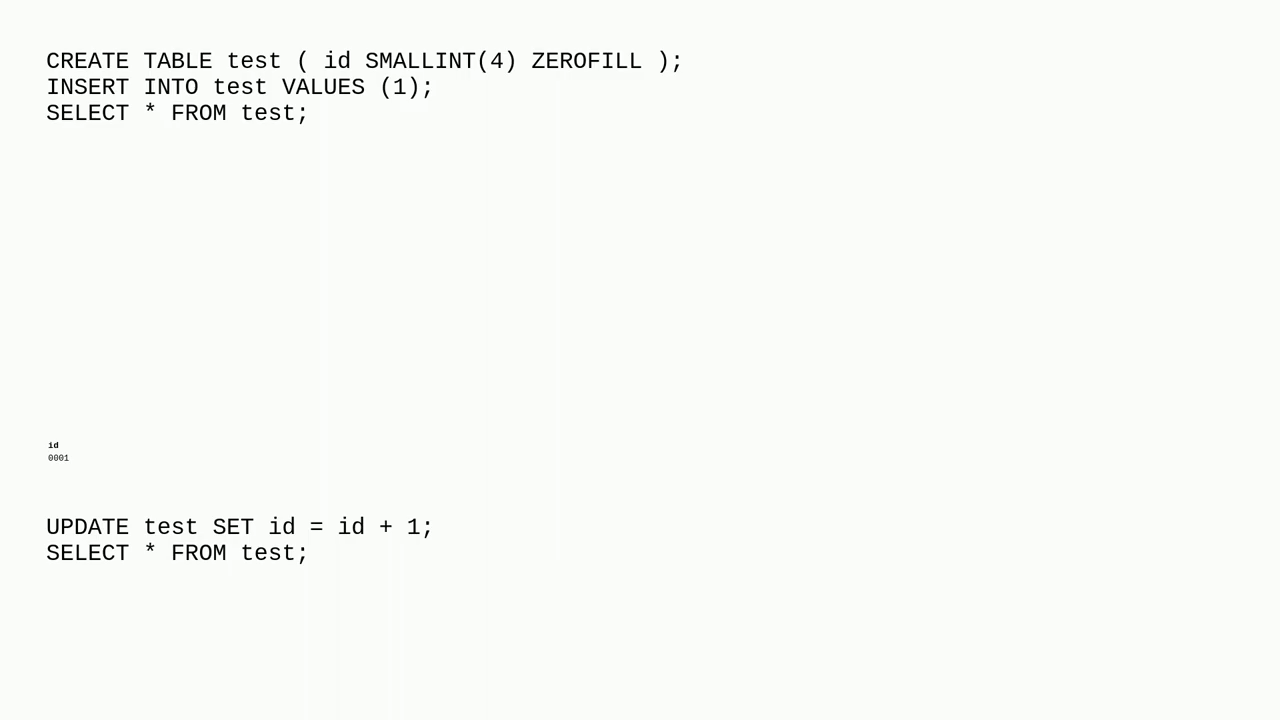 CREATE TABLE test ( id SMALLINT(4) ZEROFILL );
INSERT INTO test VALUES (1);
SELECT * FROM test;
id
0001
UPDATE test SET id = id + 1;
SELECT * FROM test;